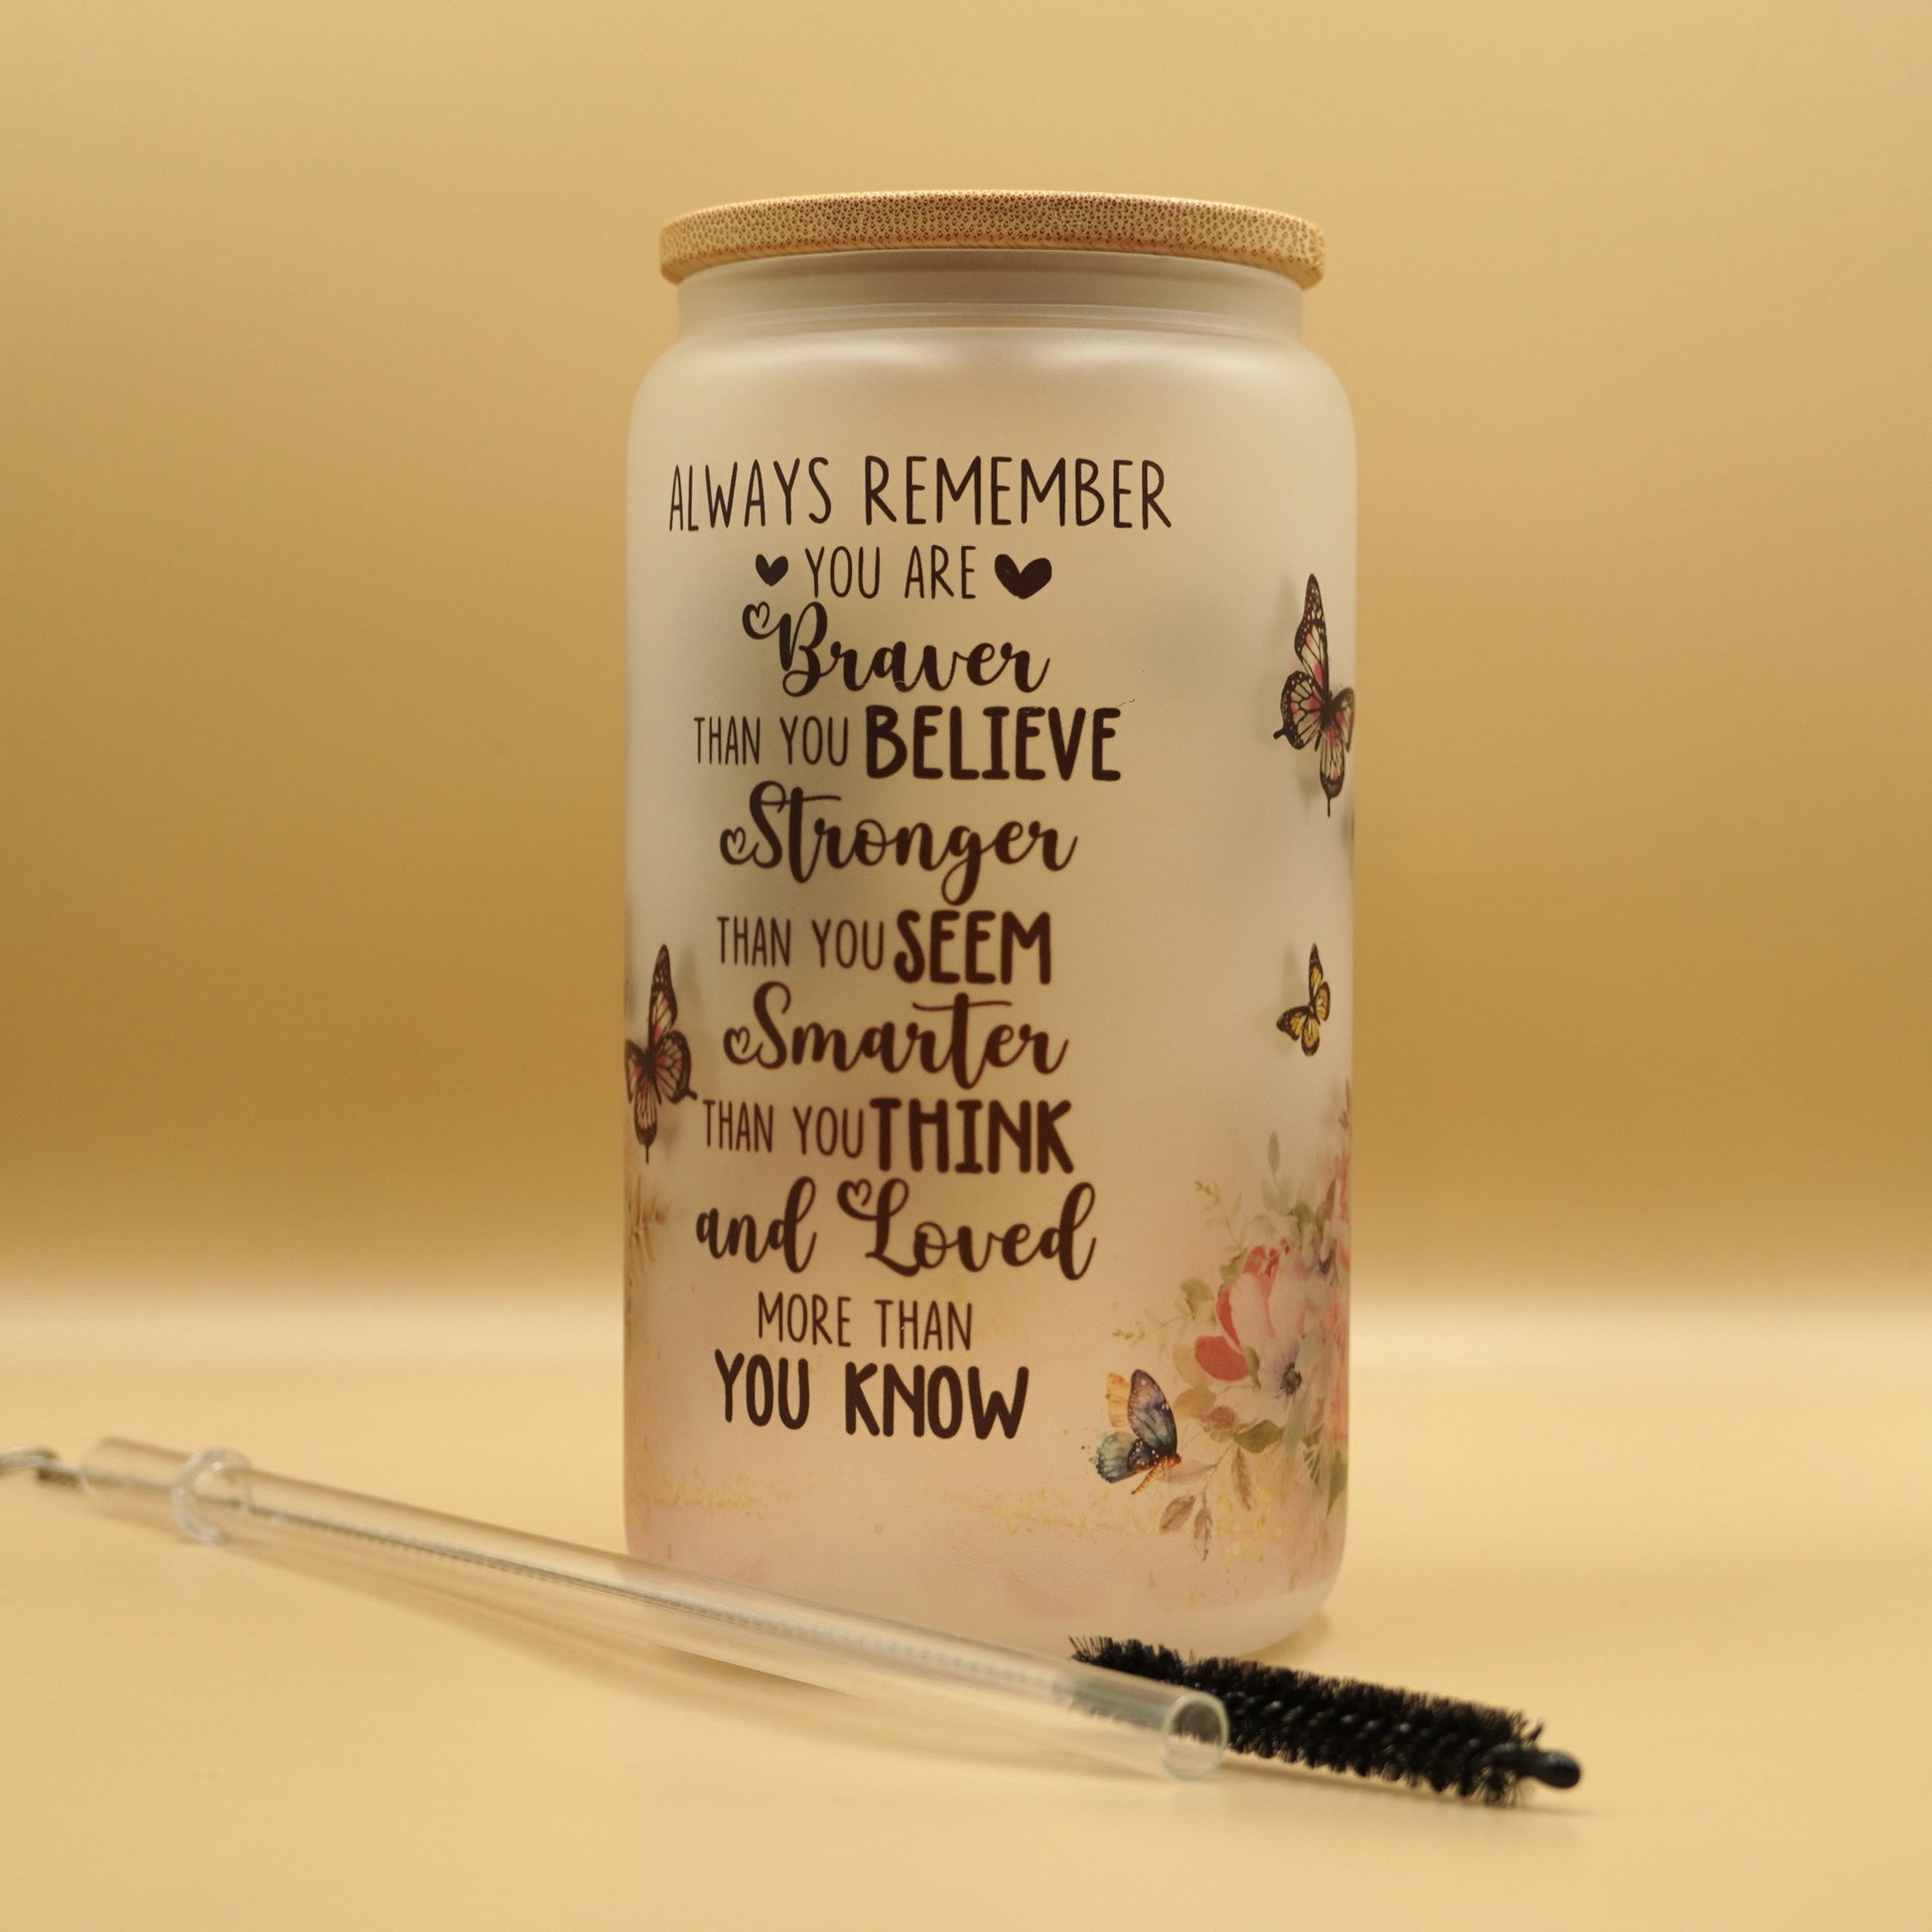 ALWAYS REMEMBER
YOU ARE
Braver
THAN YOU BELIEVE
Stronger
THAN YOU SEEM
Smarter
THAN YOU THINK
and Loved
MORE THAN
YOU KNOW